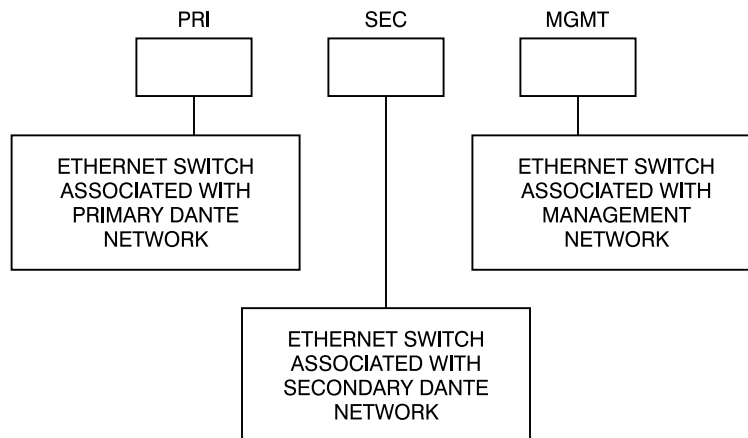 PRI
SEC
MGMT
ETHERNET SWITCH
ASSOCIATED WITH
PRIMARY DANTE
NETWORK
ETHERNET SWITCH
ASSOCIATED WITH
MANAGEMENT
NETWORK
ETHERNET SWITCH
ASSOCIATED WITH
SECONDARY DANTE
NETWORK